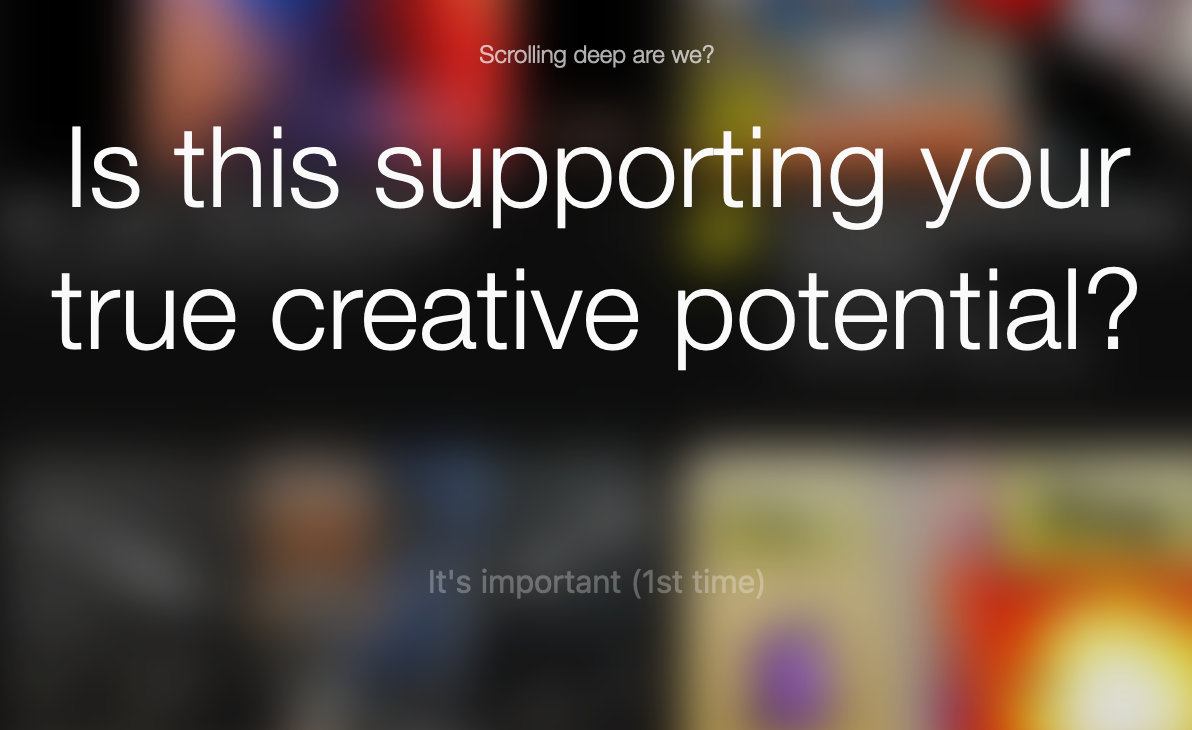 Scrolling deep are we?
Is this supporting your
true creative potential?
It's important (1st time)